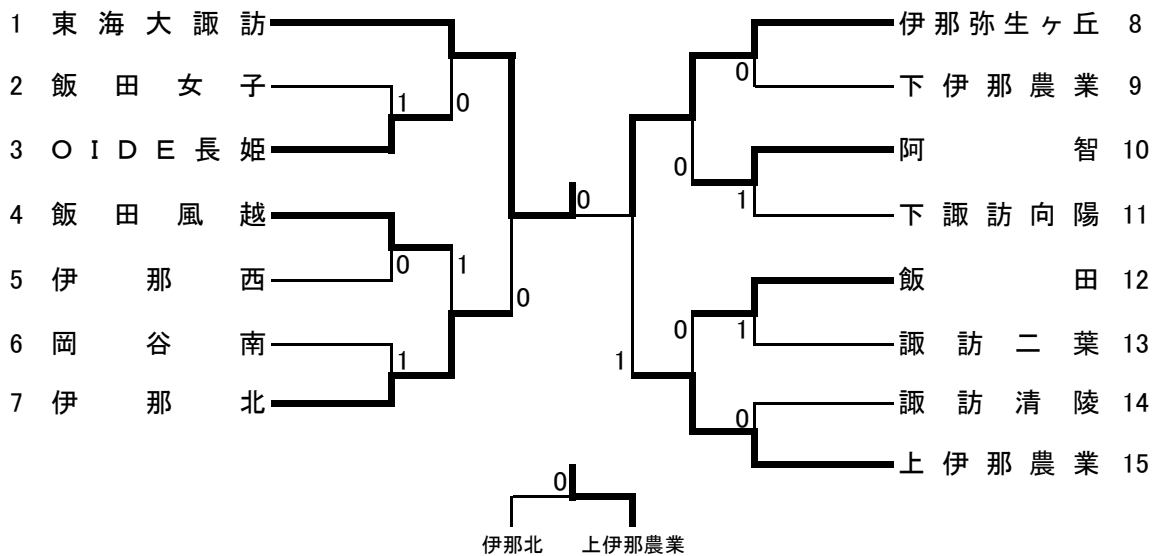 1 東海大諏訪
2 飯田女子
3 OIDE長姫
4 飯田風越
5 伊那西
6 岡谷南
7 伊那北
1
0
0
1
1
0
0
伊那弥生ヶ丘 8
下伊那農業 9
阿智 10
下諏訪向陽 11
飯田 12
諏訪二葉 13
諏訪清陵 14
上伊那農業 15
0
0
1
0
1
1
0
0
伊那北 上伊那農業